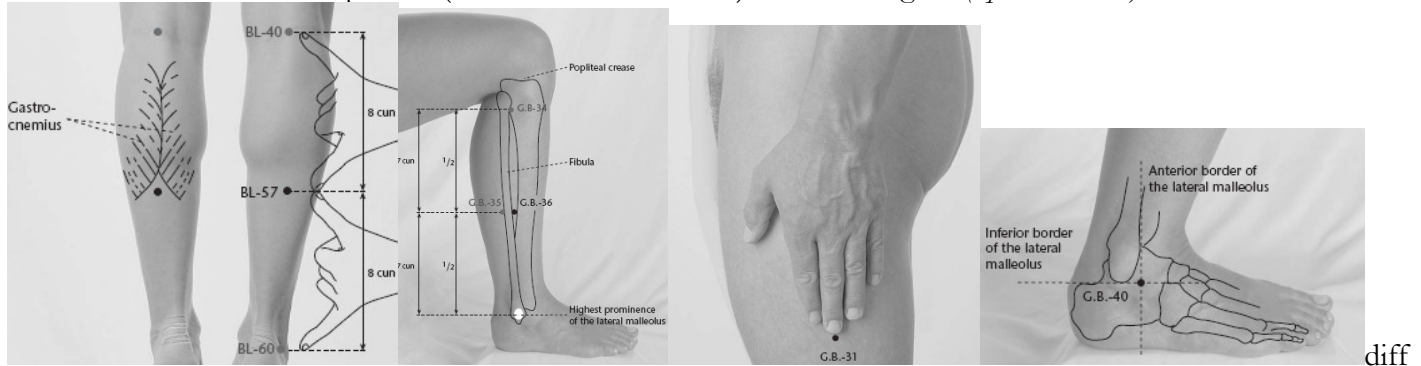 BL-40
Gastro-
cnemius
8 cun
BL-57
8 cun
BL-60
Popliteal crease
G.B-34
7 cun
1/2
Fibula
G.B.-35
G.B.-36
7 cun
1/2
Highest prominence
of the lateral malleolus
G.B.-31
Anterior border of
the lateral malleolus
Inferior border
of the lateral
malleolus
G.B.-40
diff